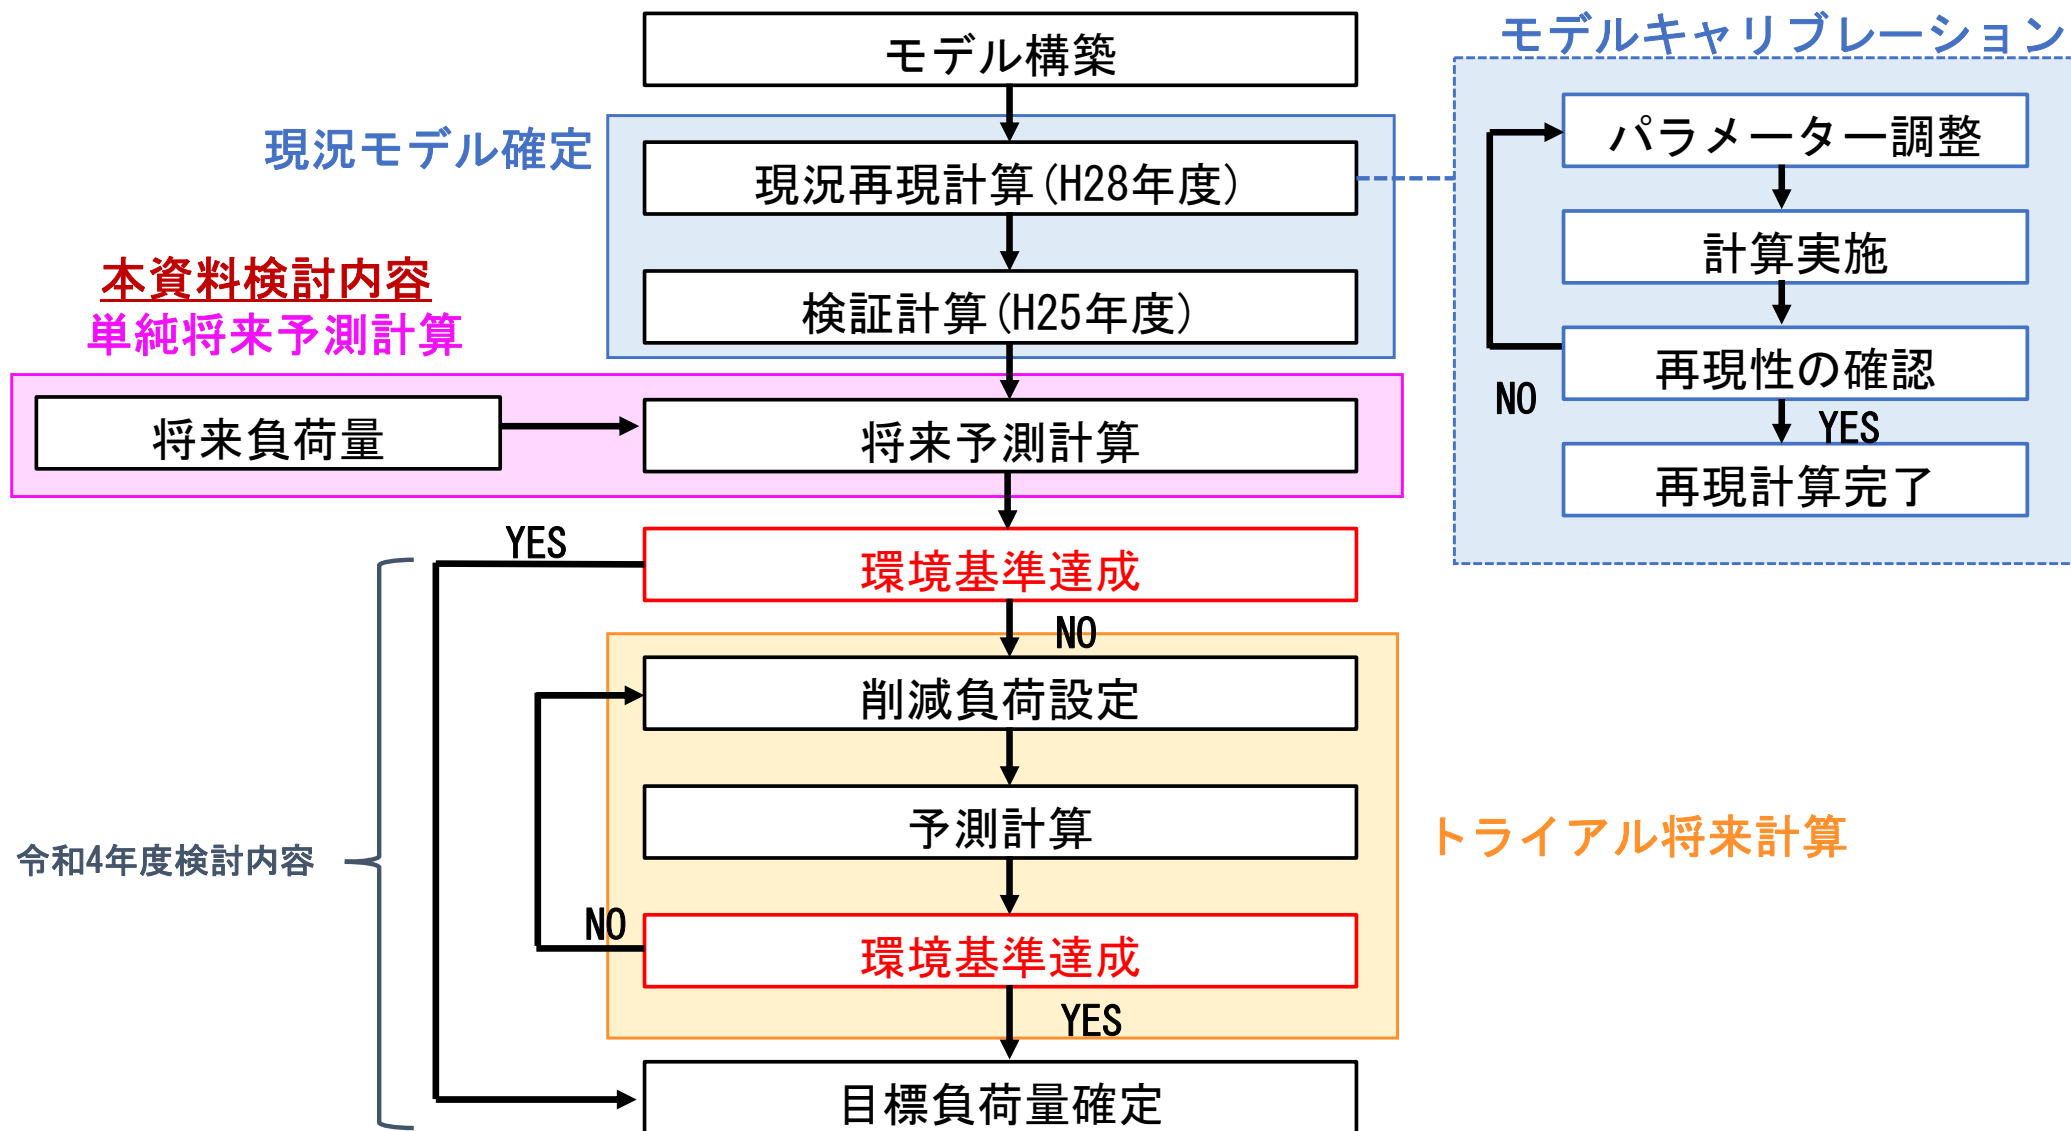 モデル構築
モデルキャリブレーション
現況モデル確定
現況再現計算(H28年度)
検証計算(H25年度)
パラメーター調整
計算実施
再現性の確認
NO
YES
再現計算完了
本資料検討内容
単純将来予測計算
将来負荷量
将来予測計算
YES
環境基準達成
NO
削減負荷設定
予測計算
トライアル将来計算
令和4年度検討内容
NO
環境基準達成
YES
目標負荷量確定